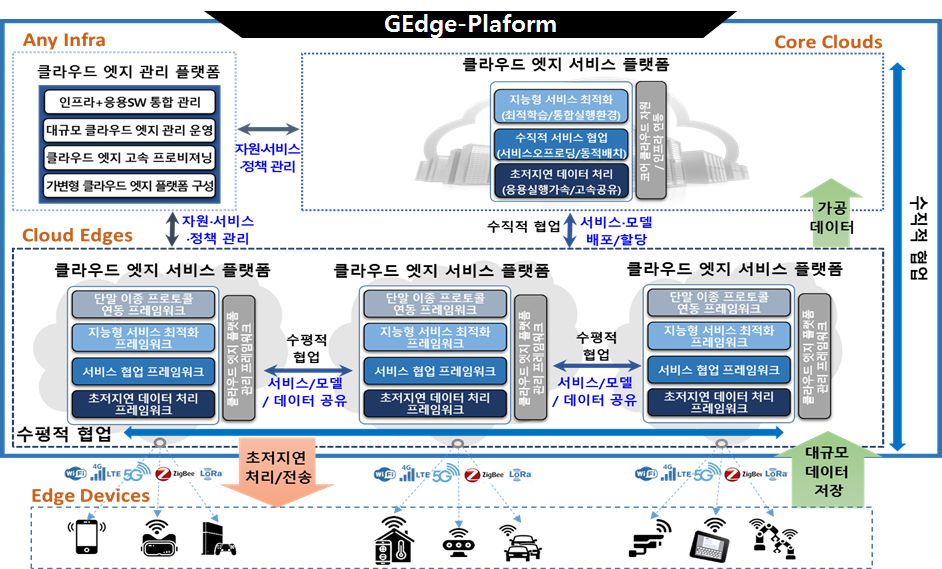 GEdge-Plaform
Any Infra
Core Clouds
클라우드 엣지 관리 플랫폼
인프라+응용SW 통합 관리
대규모 클라우드 엣지 관리 운영
클라우드 엣지 고속 프로비저닝
가변형 클라우드 엣지 플랫폼 구성
자원·서비스
·정책 관리
클라우드 엣지 서비스 플랫폼
지능형 서비스 최적화
(최적학습/통합실행환경)
수직적 서비스 협업
(서비스오프로딩/동적배치)
초저지연 데이터 처리
(응용실행가속/고속공유)
코어 클라우드 자원
/ 인프라 연동
수직적 협업
자원·서비스
·정책 관리
수직적 협업
서비스·모델
배포/할당
가공
데이터
Cloud Edges
클라우드 엣지 서비스 플랫폼
단말 이종 프로토콜
연동 프레임워크
지능형 서비스 최적화
프레임워크
서비스 협업 프레임워크
초저지연 데이터 처리
프레임워크
클라우드 엣지 플랫폼
관리 프레임워크
수평적
협업
서비스/모델
/ 데이터 공유
클라우드 엣지 서비스 플랫폼
단말 이종 프로토콜
연동 프레임워크
지능형 서비스 최적화
프레임워크
서비스 협업 프레임워크
초저지연 데이터 처리
프레임워크
클라우드 엣지 플랫폼
관리 프레임워크
수평적
협업
서비스/모델
/ 데이터 공유
클라우드 엣지 서비스 플랫폼
단말 이종 프로토콜
연동 프레임워크
지능형 서비스 최적화
프레임워크
서비스 협업 프레임워크
초저지연 데이터 처리
프레임워크
클라우드 엣지 플랫폼
관리 프레임워크
수평적 협업
WiFi 4G LTE 5G ZigBee LoRa
초저지연
처리/전송
WiFi 4G LTE 5G ZigBee LoRa
WiFi 4G LTE 5G ZigBee LoRa
대규모
데이터
저장
Edge Devices